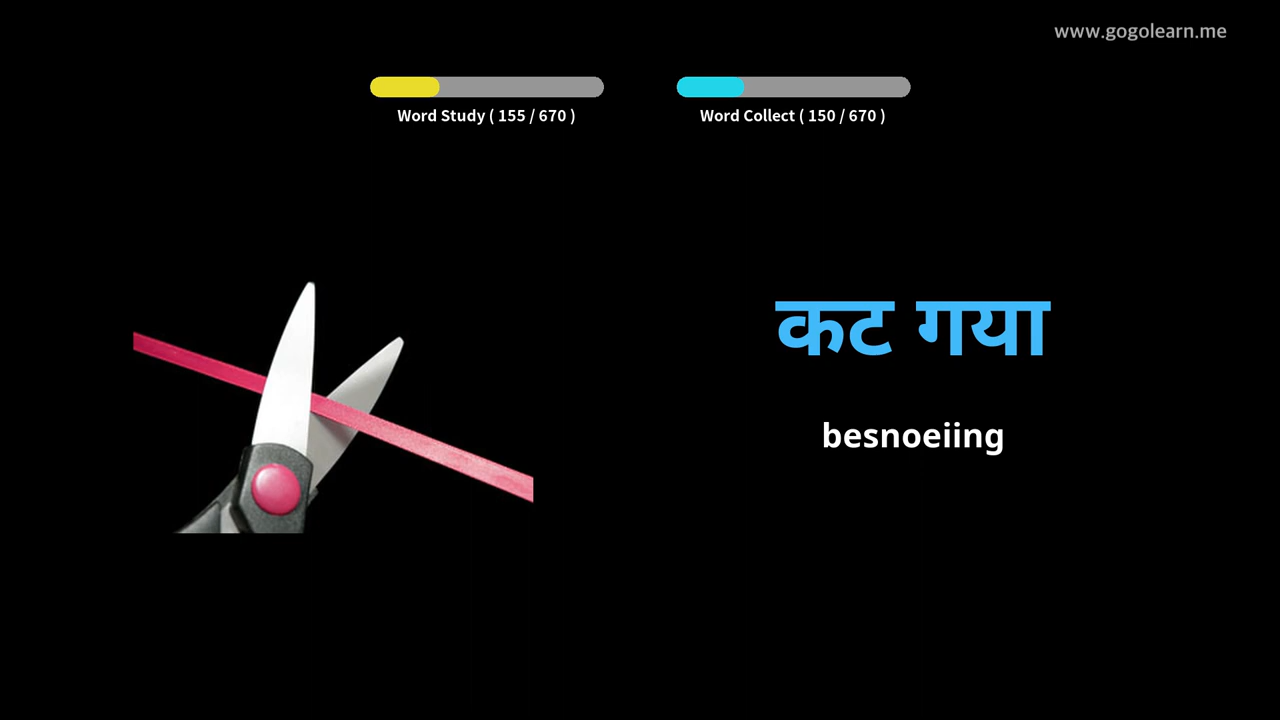 www.gogolearn.me
Word Study ( 155 / 670 )
Word Collect ( 150 / 670 )
कट गया
besnoeiing